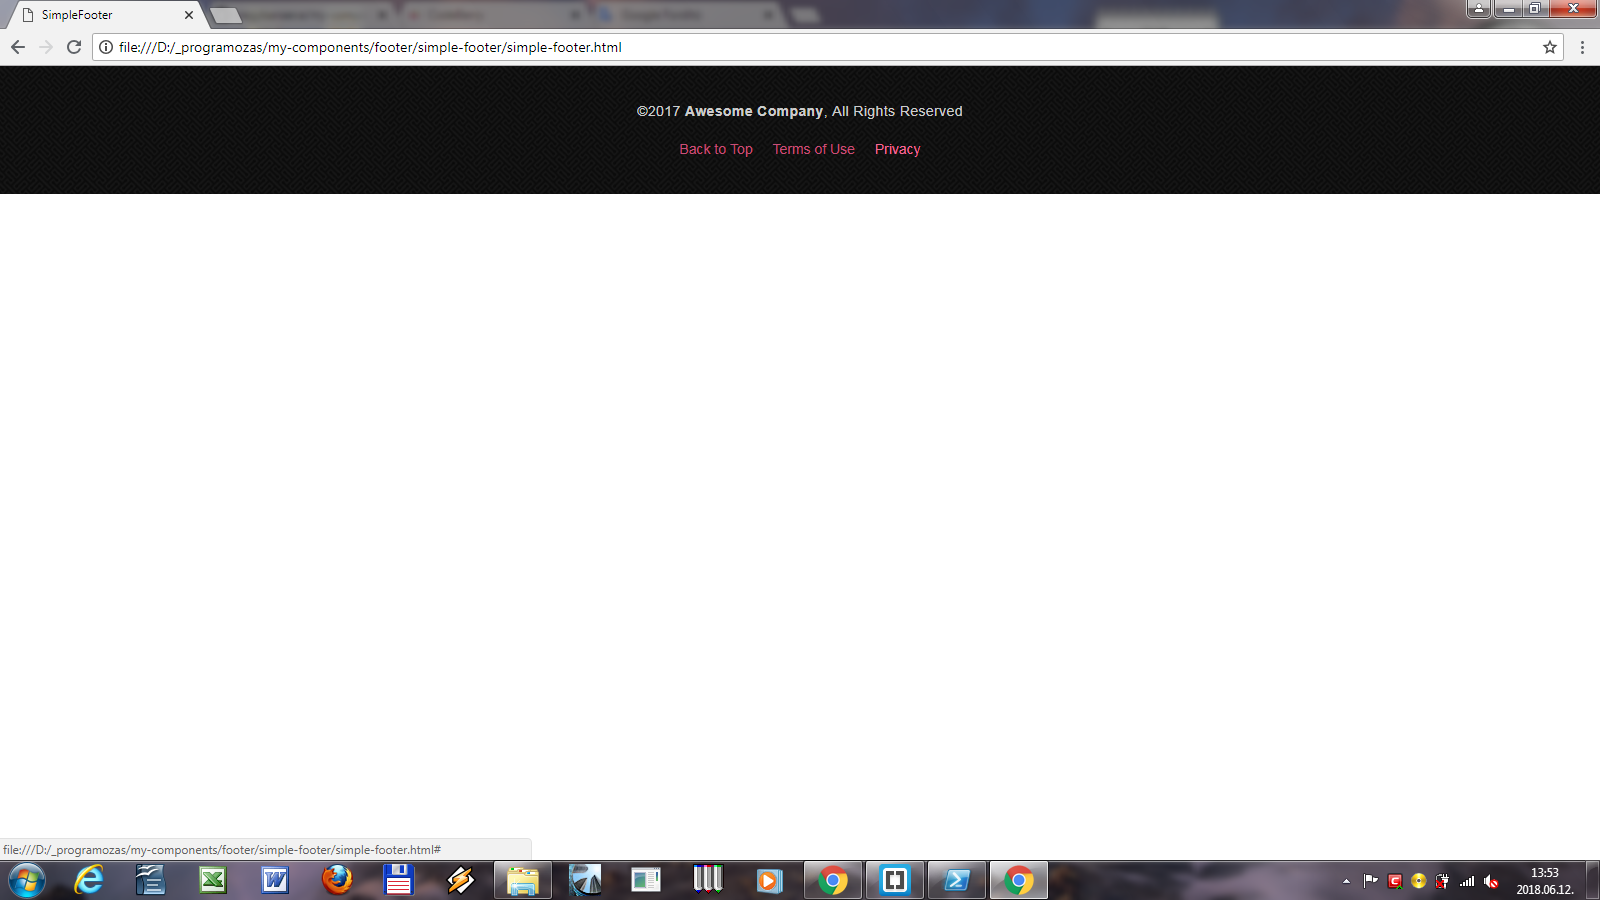 SimpleFooter
file:///D:/_programozas/my-components/footer/simple-footer/simple-footer.html
©2017 Awesome Company, All Rights Reserved
Back to Top Terms of Use Privacy
file:///D:/_programozas/my-components/footer/simple-footer/simple-footer.html#
13:53
2018.06.12.